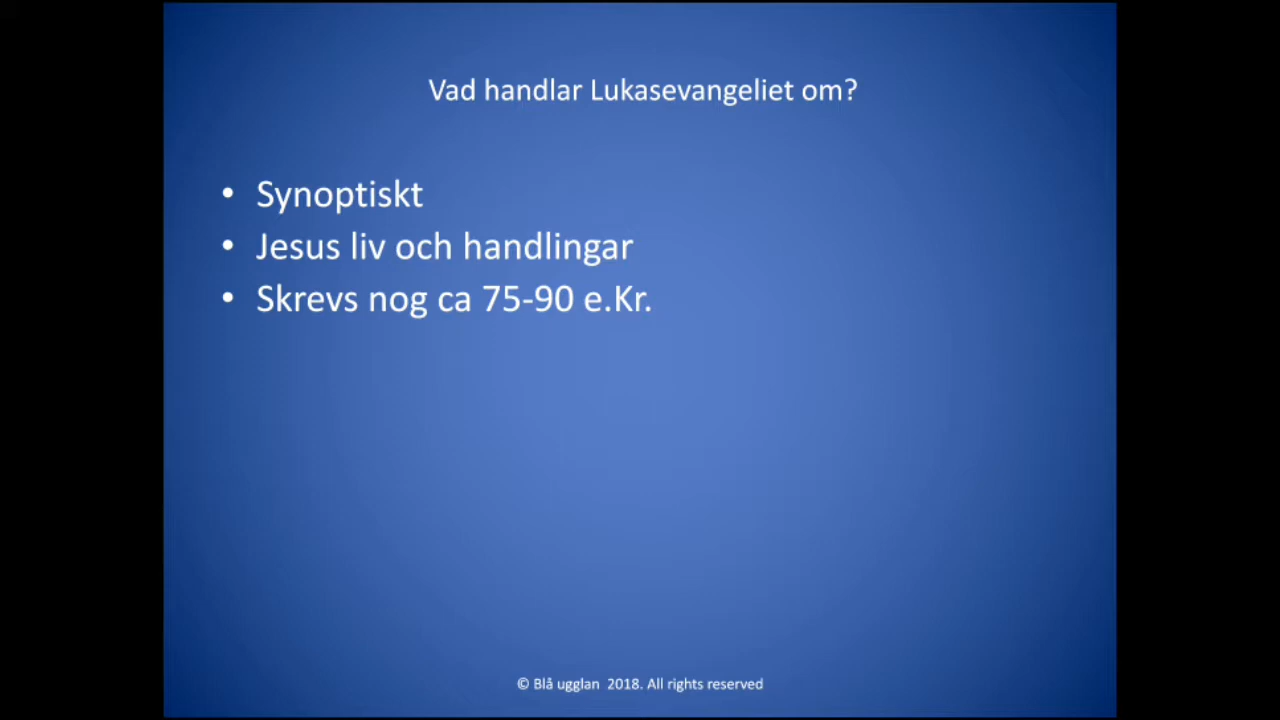 Vad handlar Lukasevangeliet om?
• Synoptiskt
• Jesus liv och handlingar
• Skrevs nog ca 75-90 e.Kr.
© Blå ugglan 2018. All rights reserved